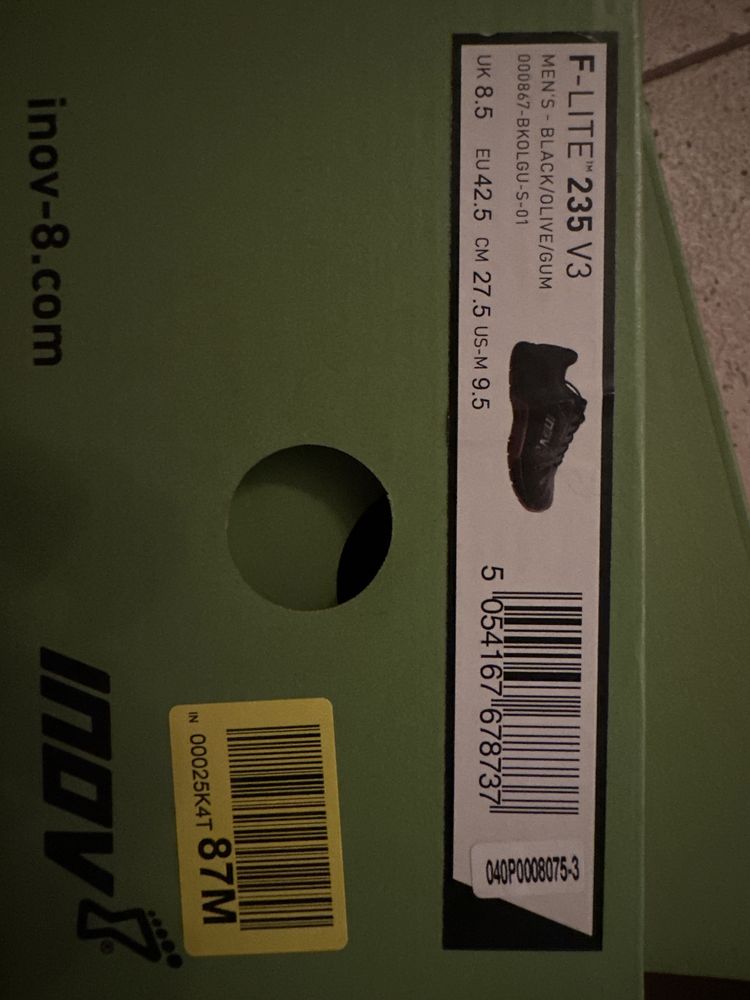 F-LITE™ 235 V3
MEN'S - BLACK/OLIVE/GUM
000867-BKOLGU-S-01
UK 8.5 EU 42.5 CM 27.5 US-M 9.5
INOV
5 054167 678737
040P0008075-3
inov-8.com
INOV8®
IN 00025K4T 87M